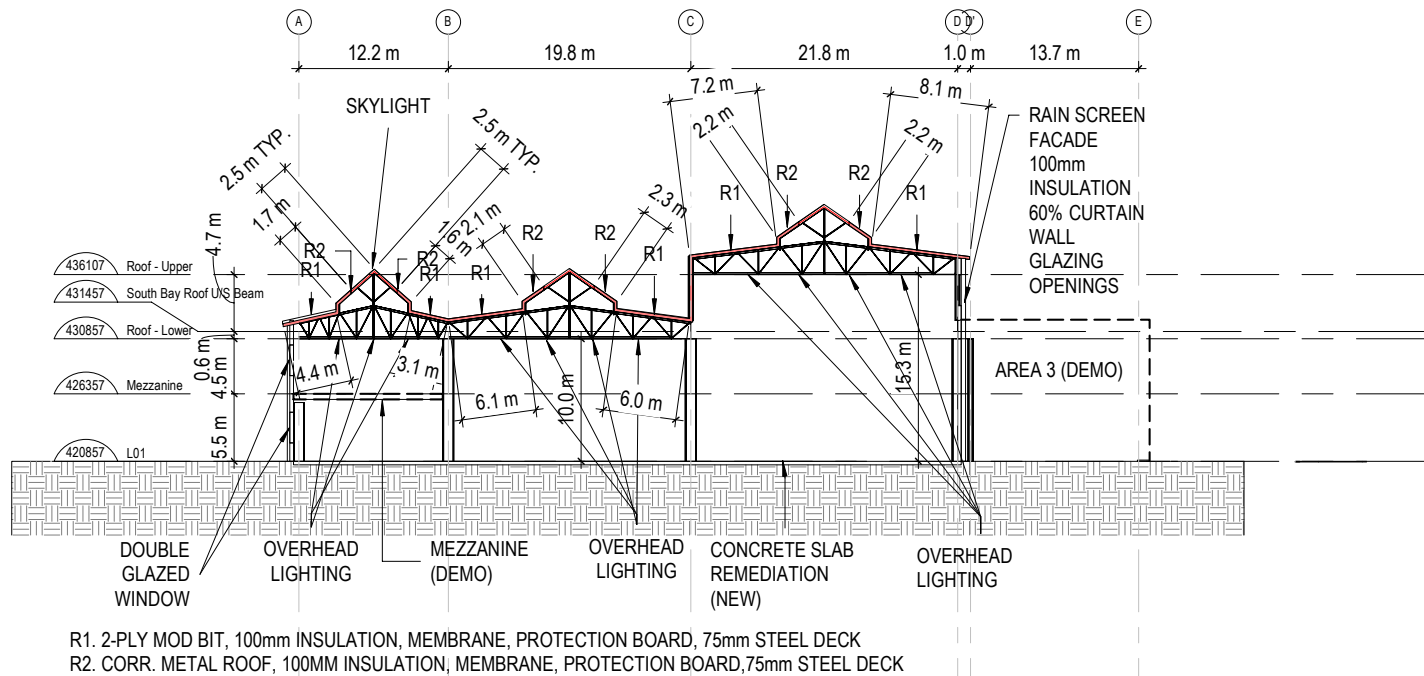 A
B
C
D
D'
E
12.2 m
19.8 m
21.8 m
1.0 m
13.7 m
7.2 m
8.1 m
SKYLIGHT
2.5 m TYP.
2.5 m TYP.
2.2 m
2.2 m
RAIN SCREEN
FACADE
100mm
INSULATION
60% CURTAIN
WALL
GLAZING
OPENINGS
R2
R2
R1
R1
1.7 m
4.7 m
1.6 m
2.1 m
2.3 m
R2
R2
R2
R2
R1
R1
R1
R1
436107 Roof - Upper
431457 South Bay Roof U/S Beam
430857 Roof - Lower
426357 Mezzanine
420857 L01
0.6 m
4.5 m
5.5 m
4.4 m
3.1 m
6.1 m
10.0 m
6.0 m
15.3 m
AREA 3 (DEMO)
DOUBLE
GLAZED
WINDOW
OVERHEAD
LIGHTING
MEZZANINE
(DEMO)
OVERHEAD
LIGHTING
CONCRETE SLAB
REMEDIATION
(NEW)
OVERHEAD
LIGHTING
R1. 2-PLY MOD BIT, 100mm INSULATION, MEMBRANE, PROTECTION BOARD, 75mm STEEL DECK
R2. CORR. METAL ROOF, 100MM INSULATION, MEMBRANE, PROTECTION BOARD,75mm STEEL DECK